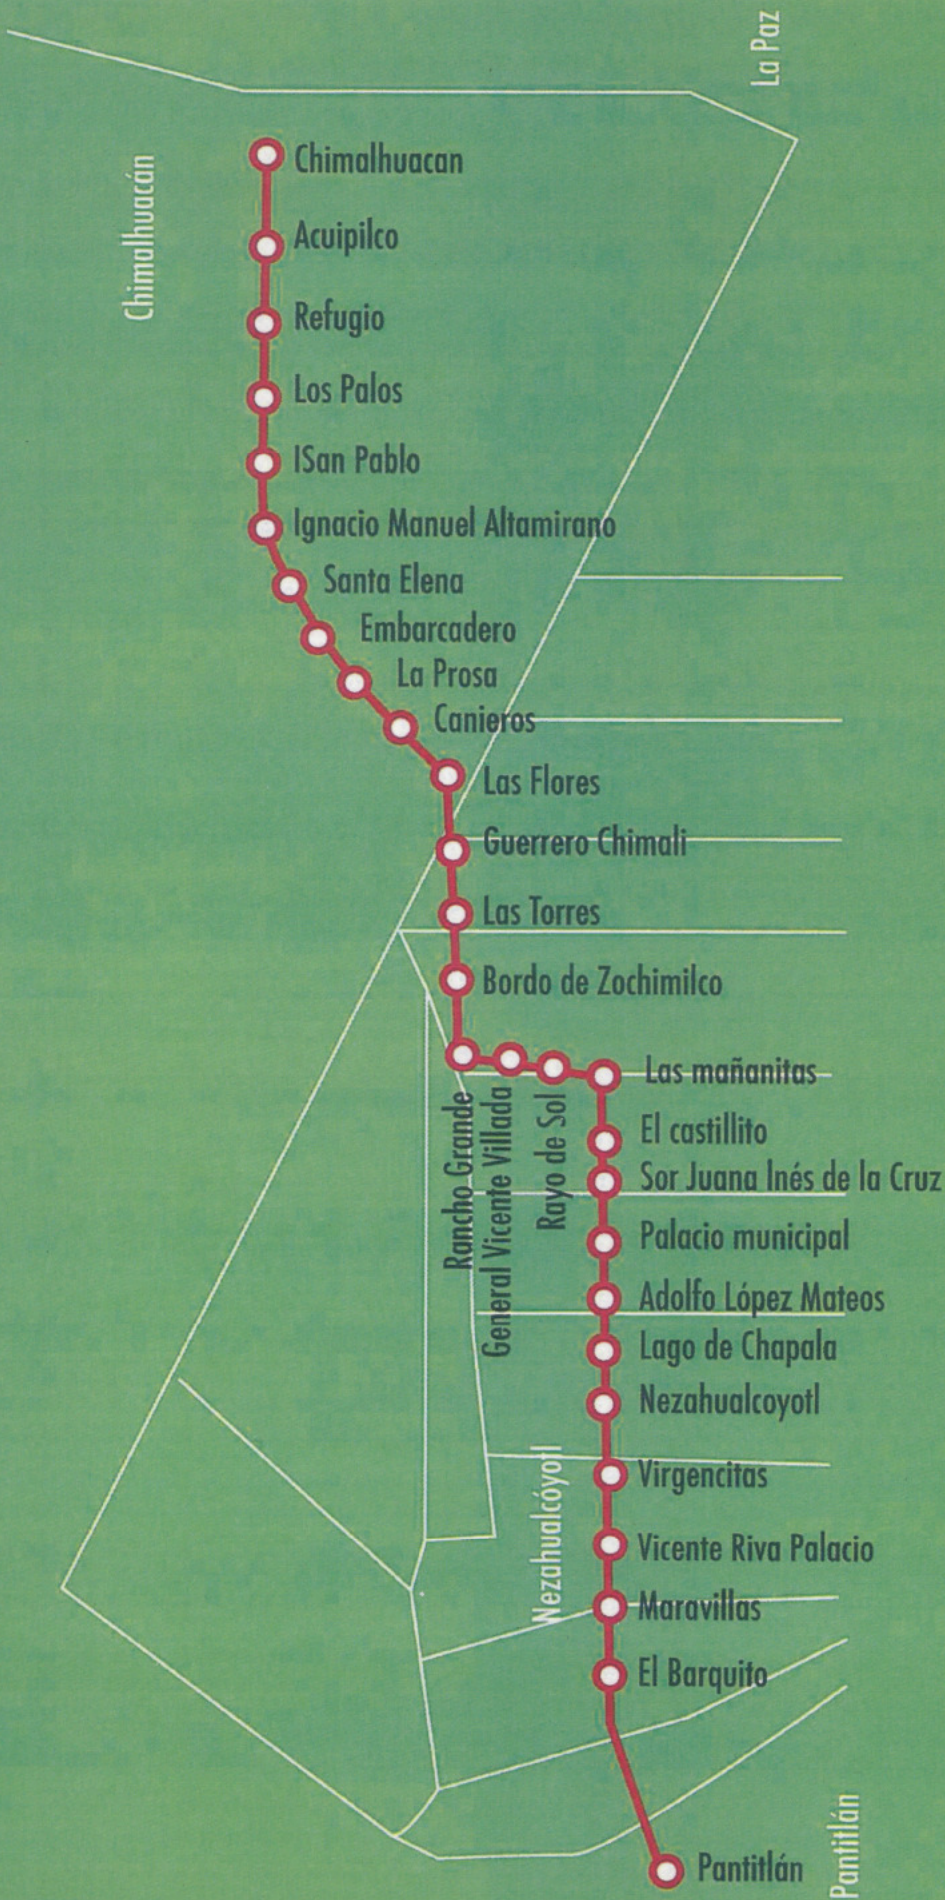 La Paz
Chimalhuacán
Chimalhuacan
Acuipilco
Refugio
Los Palos
ISan Pablo
Ignacio Manuel Altamirano
Santa Elena
Embarcadero
La Prosa
Canieros
Las Flores
Guerrero Chimali
Las Torres
Bordo de Zochimilco
Rancho Grande
General Vicente Villada
Rayo de Sol
Las mañanitas
El castillito
Sor Juana Inés de la Cruz
Palacio municipal
Adolfo López Mateos
Lago de Chapala
Nezahualcoyotl
Nezahualcóyotl
Virgencitas
Vicente Riva Palacio
Maravillas
El Barquito
Pantitlán
Pantitlán